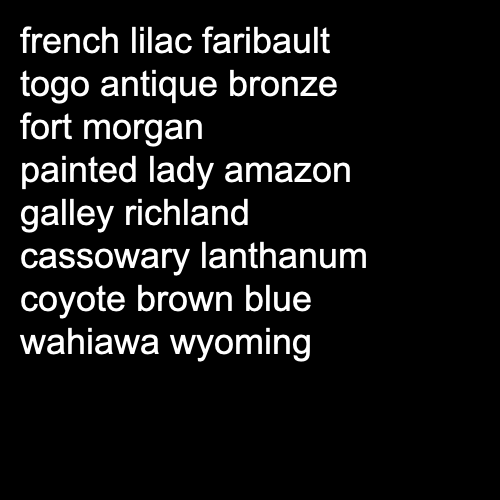 french lilac faribault
togo antique bronze
fort morgan
painted lady amazon
galley richland
cassowary lanthanum
coyote brown blue
wahiawa wyoming